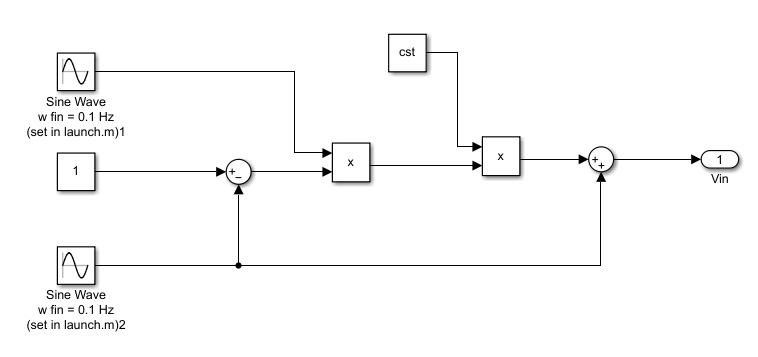 cst
Sine Wave
w fin = 0.1 Hz
(set in launch.m)1
x
x
1
+
−
+
+
1
Vin
Sine Wave
w fin = 0.1 Hz
(set in launch.m)2